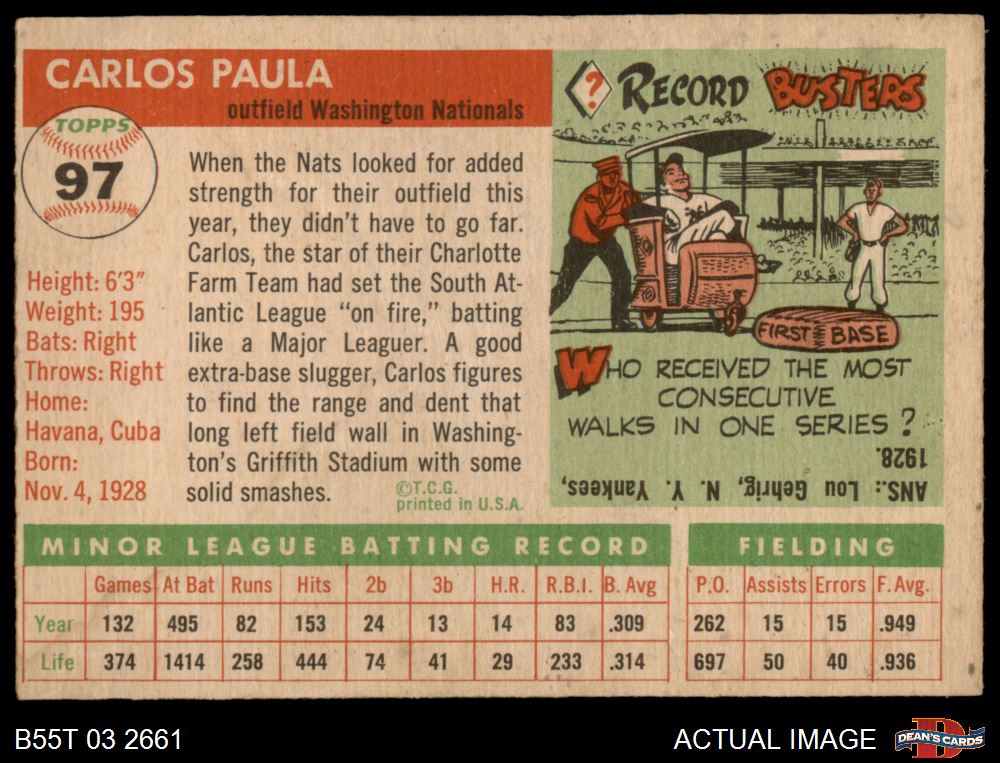 CARLOS PAULA
outfield Washington Nationals
TOPPS
97
Height: 6'3"
Weight: 195
Bats: Right
Throws: Right
Home:
Havana, Cuba
Born:
Nov. 4, 1928
When the Nats looked for added
strength for their outfield this
year, they didn't have to go far.
Carlos, the star of their Charlotte
Farm Team had set the South At-
lantic League "on fire," batting
like a Major Leaguer. A good
extra-base slugger, Carlos figures
to find the range and dent that
long left field wall in Washing-
ton's Griffith Stadium with some
solid smashes.
©T.C.G.
printed in U.S.A.
? RECORD BUSTERS
FIRST BASE
WHO RECEIVED THE MOST
CONSECUTIVE
WALKS IN ONE SERIES?
ANS.: Lou Gehrig, N. Y. Yankees,
1928.
MINOR LEAGUE BATTING RECORD
Games At Bat Runs Hits 2b 3b H.R. R.B.I. B. Avg
Year 132 495 82 153 24 13 14 83 .309
Life 374 1414 258 444 74 41 29 233 .314
FIELDING
P.O. Assists Errors F. Avg.
262 15 15 .949
697 50 40 .936
B55T 03 2661
ACTUAL IMAGE
DEAN'S CARDS